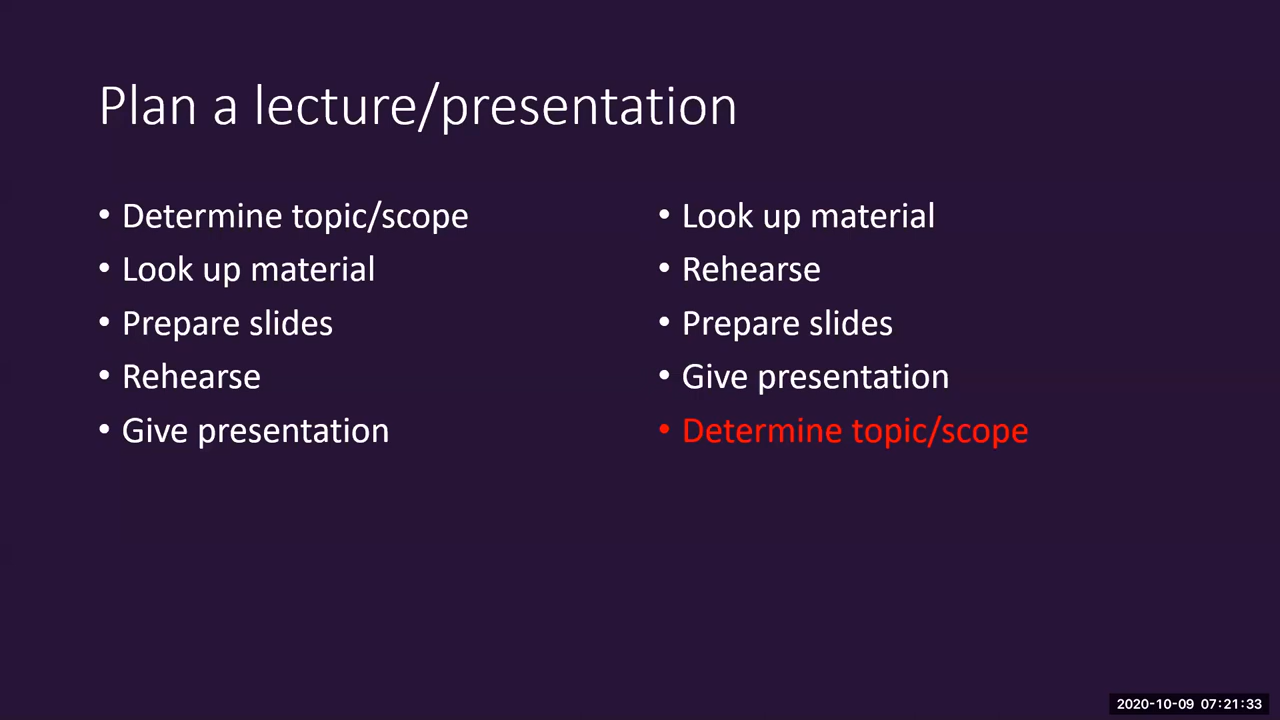 Plan a lecture/presentation
• Determine topic/scope
• Look up material
• Prepare slides
• Rehearse
• Give presentation
• Look up material
• Rehearse
• Prepare slides
• Give presentation
• Determine topic/scope
2020-10-09 07:21:33